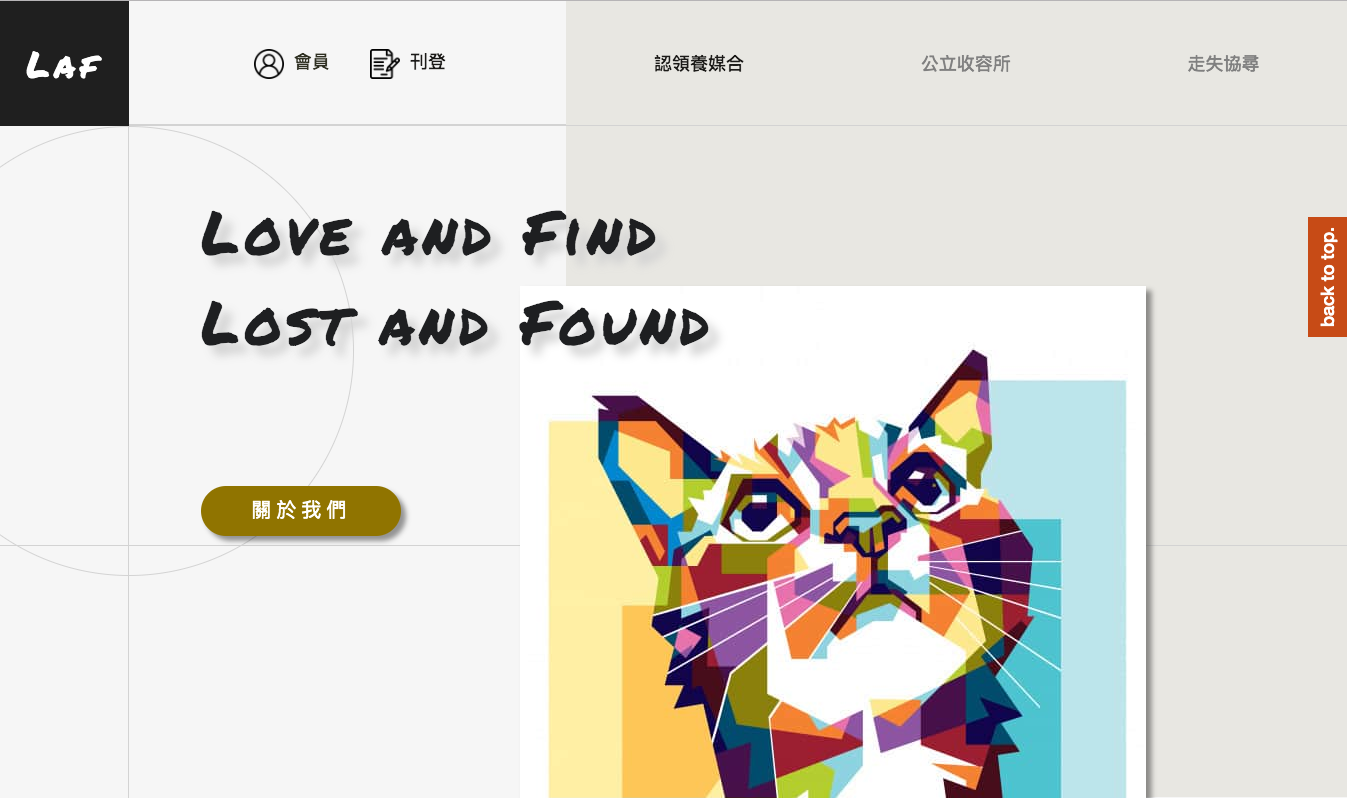 LAF
會員
刊登
認領養媒合
公立收容所
走失協尋
LOVE AND FIND
LOST AND FOUND
back to top.
關於我們